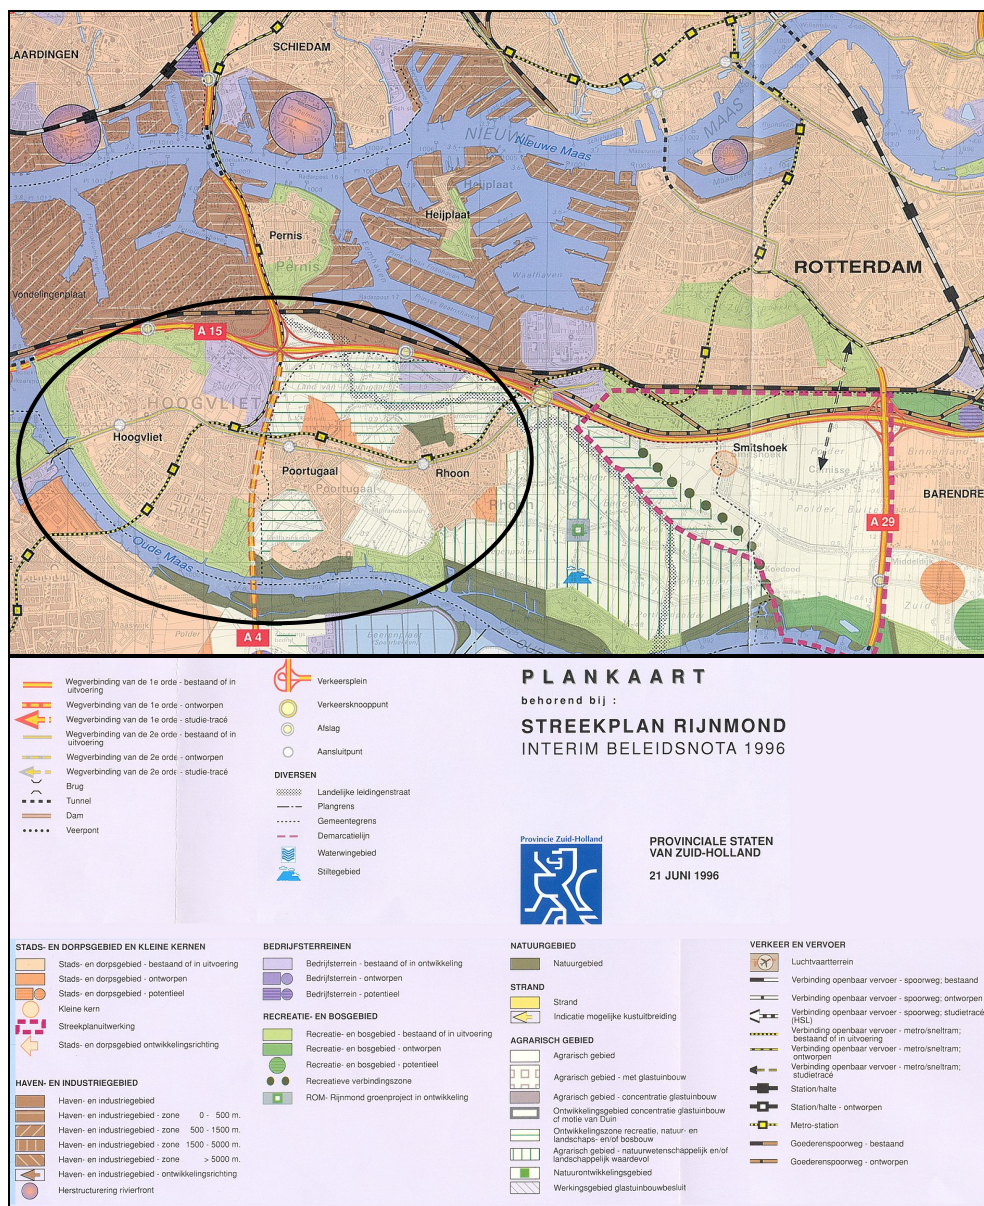 LAARDINGEN
SCHIEDAM
NIEUWE
Nieuwe Maas
MAAS
Heijplaat
Heijplaat
Pernis
Pernis
Waalhaven
Eemhaven
ROTTERDAM
Vondelingenplaat
A 15
HOOGVLIET
Hoogvliet
Poortugaal
Poortugaal
Rhoon
Rho
Smitshoek
Smitshoek
Polder
Carnisse
Polder, Buitenland
Binnenland
BARENDRE
A 29
Middeldijk
Zuid
Oude Maas
Koedood
Polder
Beerenplaat
A 4
Wegverbinding van de 1e orde - bestaand of in
uitvoering
Wegverbinding van de 1e orde - ontworpen
Wegverbinding van de 1e orde - studie-tracé
Wegverbinding van de 2e orde - bestaand of in
uitvoering
Wegverbinding van de 2e orde - ontworpen
Wegverbinding van de 2e orde - studie-tracé
Brug
Tunnel
Dam
Veerpont
Verkeersplein
Verkeersknooppunt
Afslag
Aansluitpunt
DIVERSEN
Landelijke leidingenstraat
Plangrens
Gemeentegrens
Demarcatielijn
Waterwingebied
Stiltegebied
PLANKAART
behorend bij :
STREEKPLAN RIJNMOND
INTERIM BELEIDSNOTA 1996
Provincie Zuid-Holland
PROVINCIALE STATEN
VAN ZUID-HOLLAND
21 JUNI 1996
STADS- EN DORPSGEBIED EN KLEINE KERNEN
Stads- en dorpsgebied - bestaand of in uitvoering
Stads- en dorpsgebied - ontworpen
Stads- en dorpsgebied - potentieel
Kleine kern
Streekplanuitwerking
Stads- en dorpsgebied ontwikkelingsrichting
HAVEN- EN INDUSTRIEGEBIED
Haven- en industriegebied
Haven- en industriegebied - zone 0 - 500 m.
Haven- en industriegebied - zone 500 - 1500 m.
Haven- en industriegebied - zone 1500 - 5000 m.
Haven- en industriegebied - zone > 5000 m.
Haven- en industriegebied - ontwikkelingsrichting
Herstructurering rivierfront
BEDRIJFSTERREINEN
Bedrijfsterrein - bestaand of in ontwikkeling
Bedrijfsterrein - ontworpen
Bedrijfsterrein - potentieel
RECREATIE- EN BOSGEBIED
Recreatie- en bosgebied - bestaand of in uitvoering
Recreatie- en bosgebied - ontworpen
Recreatie- en bosgebied - potentieel
Recreatieve verbindingszone
ROM- Rijnmond groenproject in ontwikkeling
NATUURGEBIED
Natuurgebied
STRAND
Strand
Indicatie mogelijke kustuitbreiding
AGRARISCH GEBIED
Agrarisch gebied
Agrarisch gebied - met glastuinbouw
Agrarisch gebied - concentratie glastuinbouw
Ontwikkelingsgebied concentratie glastuinbouw
cf motie van Duin
Ontwikkelingszone recreatie, natuur- en
landschaps- en/of bosbouw
Agrarisch gebied - natuurwetenschappelijk en/of
landschappelijk waardevol
Natuurontwikkelingsgebied
Werkingsgebied glastuinbouwbesluit
VERKEER EN VERVOER
Luchtvaartterrein
Verbinding openbaar vervoer - spoorweg; bestaand
Verbinding openbaar vervoer - spoorweg; ontworpen
Verbinding openbaar vervoer - spoorweg; studietracé
(HSL)
Verbinding openbaar vervoer - metro/sneltram;
bestaand of in uitvoering
Verbinding openbaar vervoer - metro/sneltram;
ontworpen
Verbinding openbaar vervoer - metro/sneltram;
studietracé
Station/halte
Station/halte - ontworpen
Metro-station
Goederenspoorweg - bestaand
Goederenspoorweg - ontworpen